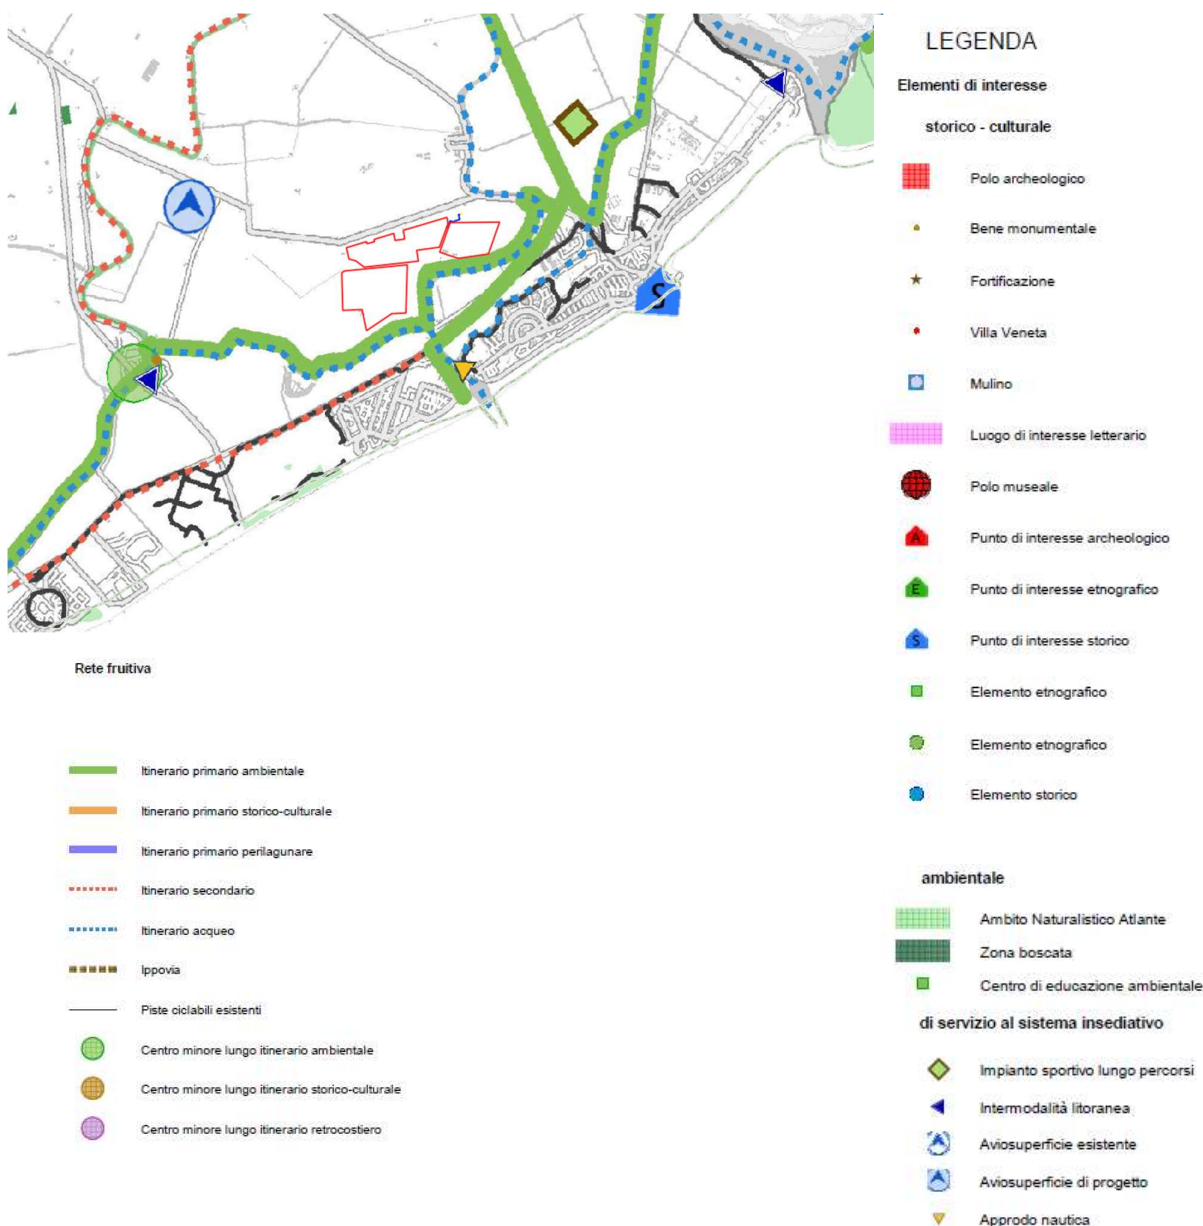 S
LEGENDA
Elementi di interesse
storico - culturale
Polo archeologico
Bene monumentale
Fortificazione
Villa Veneta
Mulino
Luogo di interesse letterario
Polo museale
A Punto di interesse archeologico
E Punto di interesse etnografico
S Punto di interesse storico
Elemento etnografico
Elemento etnografico
Elemento storico
ambientale
Ambito Naturalistico Atlante
Zona boscata
Centro di educazione ambientale
di servizio al sistema insediativo
Impianto sportivo lungo percorsi
Intermodalità litoranea
Aviosuperficie esistente
Aviosuperficie di progetto
Approdo nautica
Rete fruitiva
Itinerario primario ambientale
Itinerario primario storico-culturale
Itinerario primario perilagunare
Itinerario secondario
Itinerario acqueo
Ippovia
Piste ciclabili esistenti
Centro minore lungo itinerario ambientale
Centro minore lungo itinerario storico-culturale
Centro minore lungo itinerario retrocostiero